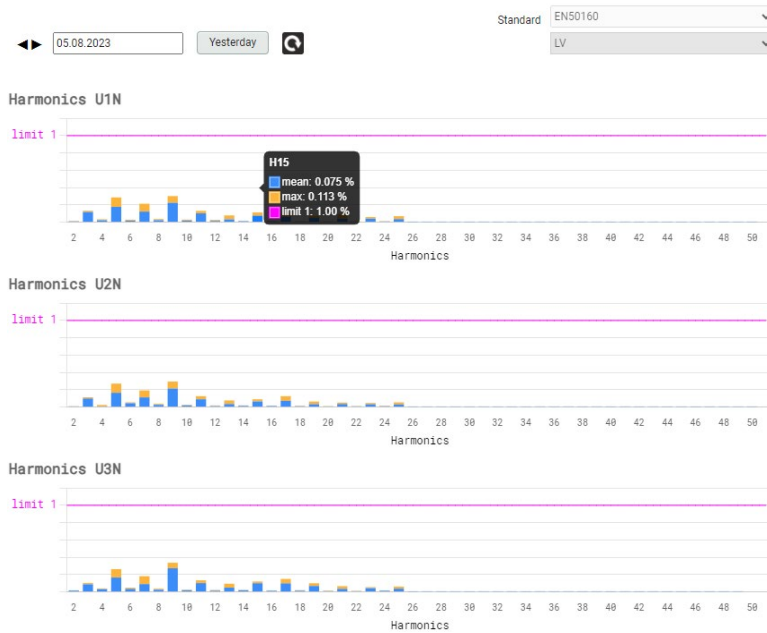 Standard EN50160
05.08.2023 Yesterday LV
Harmonics U1N
limit 1
H15
mean: 0.075 %
max: 0.113 %
limit 1: 1.00 %
2 4 6 8 10 12 14 16 18 20 22 24 26 28 30 32 34 36 38 40 42 44 46 48 50
Harmonics
Harmonics U2N
limit 1
2 4 6 8 10 12 14 16 18 20 22 24 26 28 30 32 34 36 38 40 42 44 46 48 50
Harmonics
Harmonics U3N
limit 1
2 4 6 8 10 12 14 16 18 20 22 24 26 28 30 32 34 36 38 40 42 44 46 48 50
Harmonics